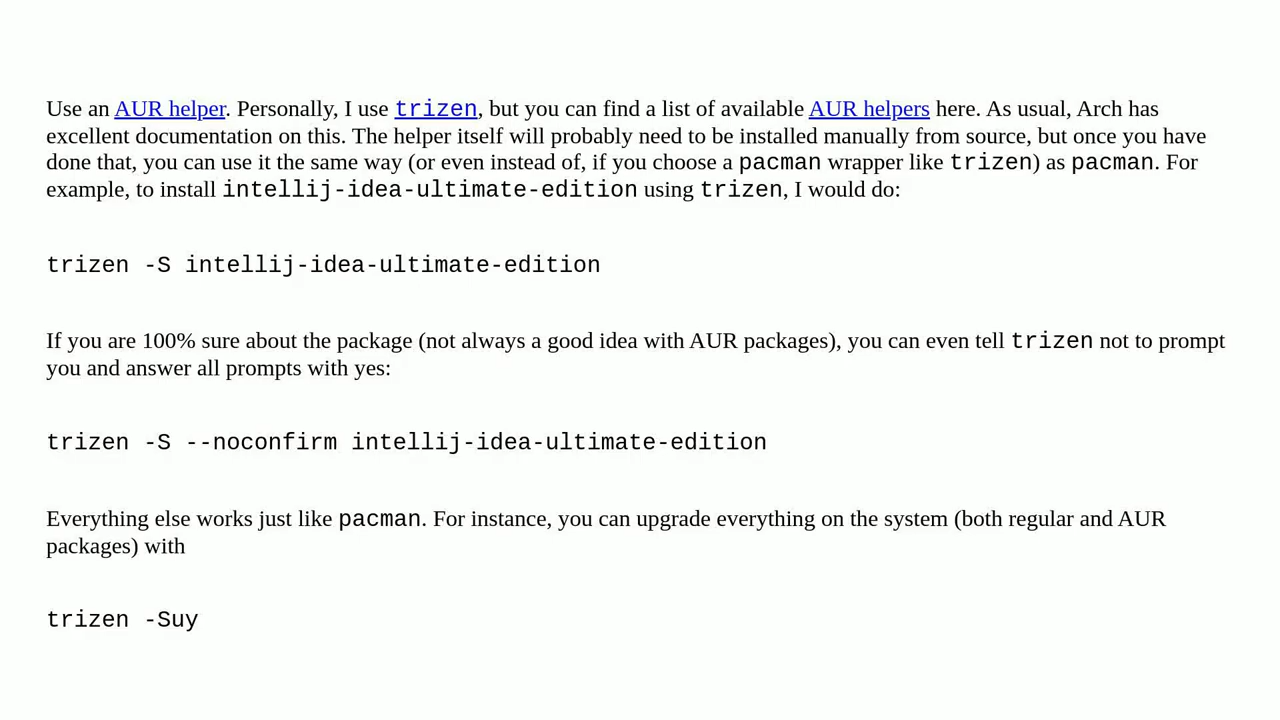 Use an AUR helper. Personally, I use trizen, but you can find a list of available AUR helpers here. As usual, Arch has
excellent documentation on this. The helper itself will probably need to be installed manually from source, but once you have
done that, you can use it the same way (or even instead of, if you choose a pacman wrapper like trizen) as pacman. For
example, to install intellij-idea-ultimate-edition using trizen, I would do:
trizen -S intellij-idea-ultimate-edition
If you are 100% sure about the package (not always a good idea with AUR packages), you can even tell trizen not to prompt
you and answer all prompts with yes:
trizen -S --noconfirm intellij-idea-ultimate-edition
Everything else works just like pacman. For instance, you can upgrade everything on the system (both regular and AUR
packages) with
trizen -Suy